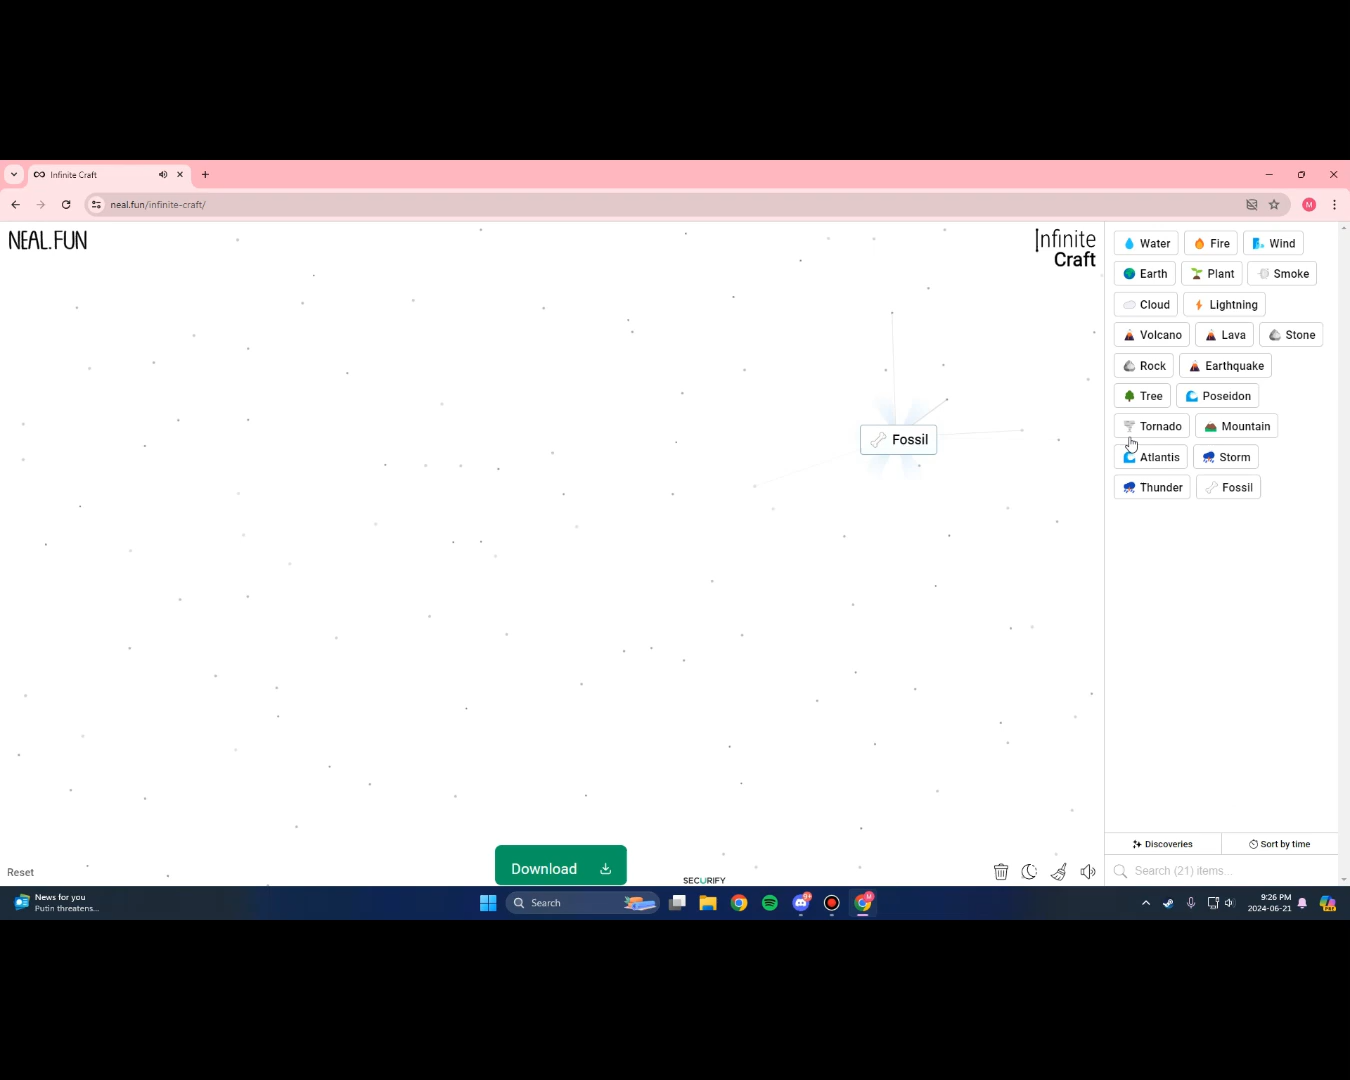 Infinite Craft
neal.fun/infinite-craft/
M
NEAL.FUN
Infinite
Craft
Water Fire Wind
Earth Plant Smoke
Cloud Lightning
Volcano Lava Stone
Rock Earthquake
Tree Poseidon
Tornado Mountain
Atlantis Storm
Thunder Fossil
Fossil
Discoveries Sort by time
Search (21) items...
Reset
Download
SECURIFY
News for you
Putin threatens...
Search
9:26 PM
2024-06-21